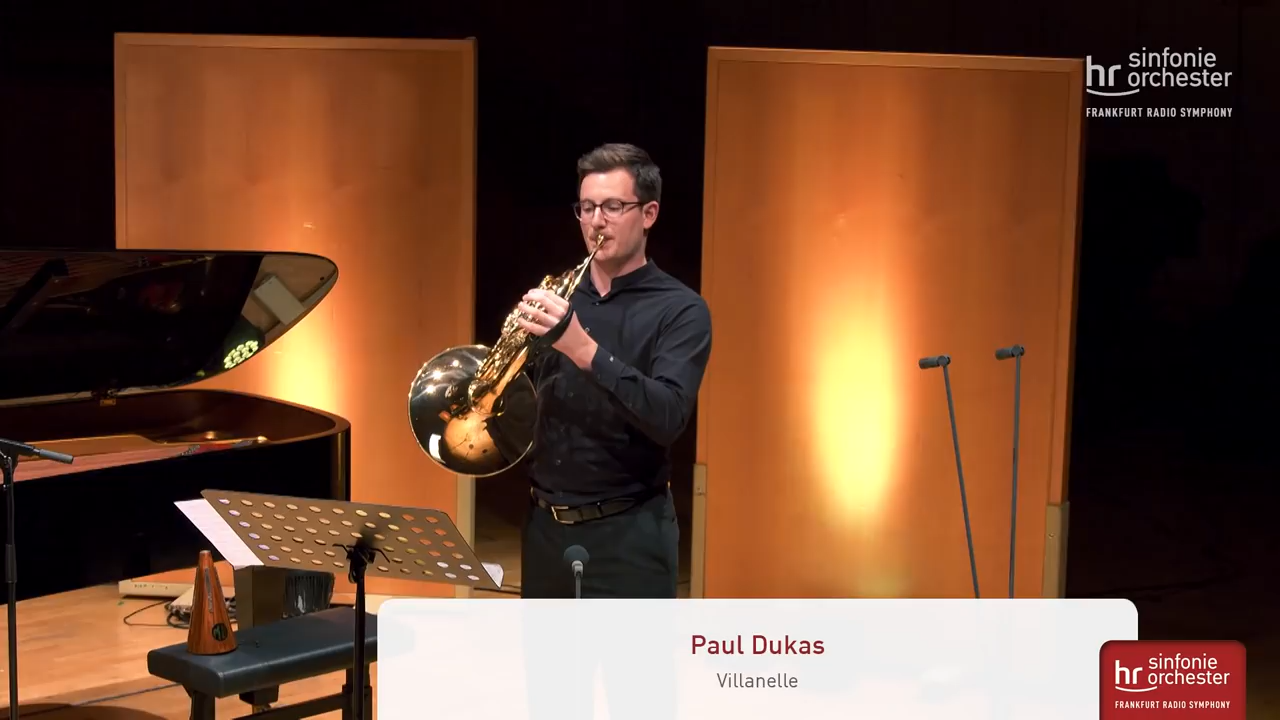 hr sinfonie
orchester
FRANKFURT RADIO SYMPHONY
Paul Dukas
Villanelle
hr sinfonie
orchester
FRANKFURT RADIO SYMPHONY